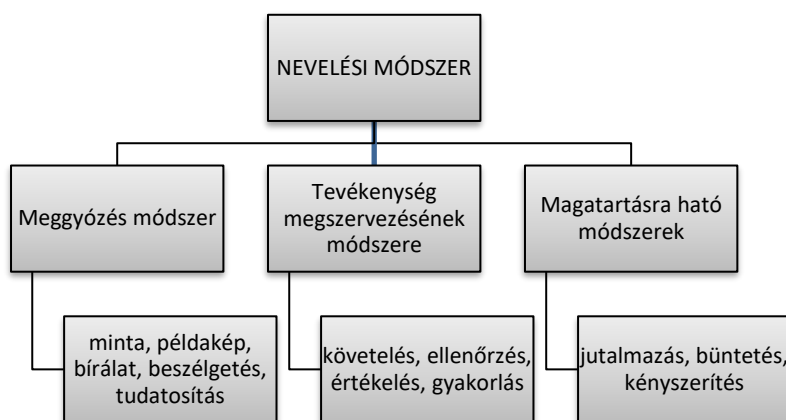 NEVELÉSI MÓDSZER
Meggyózés módszer
Tevékenység
megszervezésének
módszere
Magatartásra ható
módszerek
minta, példakép,
bírálat, beszélgetés,
tudatosítás
követelés, ellenőrzés,
értékelés, gyakorlás
jutalmazás, büntetés,
kényszerítés